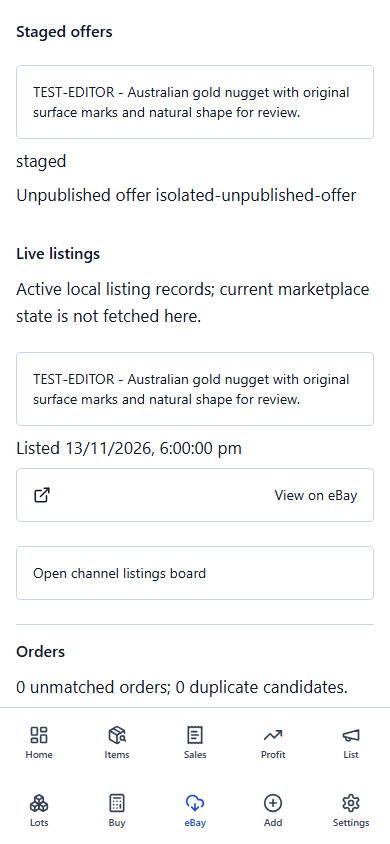 Staged offers
TEST-EDITOR - Australian gold nugget with original
surface marks and natural shape for review.
staged
Unpublished offer isolated-unpublished-offer
Live listings
Active local listing records; current marketplace
state is not fetched here.
TEST-EDITOR - Australian gold nugget with original
surface marks and natural shape for review.
Listed 13/11/2026, 6:00:00 pm
View on eBay
Open channel listings board
Orders
0 unmatched orders; 0 duplicate candidates.
Home Items Sales Profit List
Lots Buy eBay Add Settings